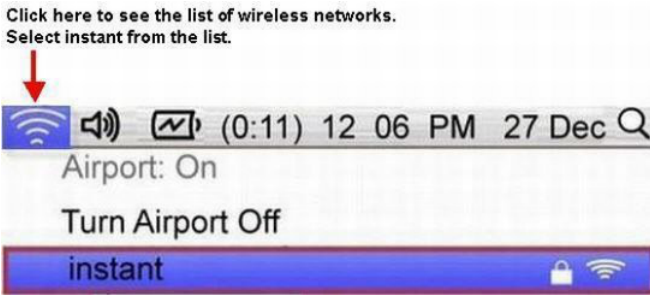 Click here to see the list of wireless networks.
Select instant from the list.
(0:11) 12 06 PM 27 Dec
Airport: On
Turn Airport Off
instant